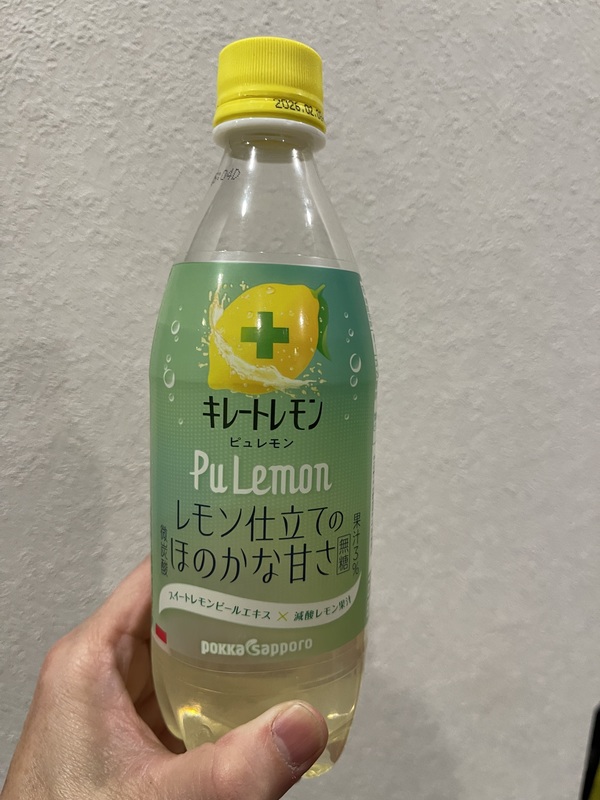 2026.02.0
キレートレモン
ピュレモン
Pu Lemon
レモン仕立ての
ほのかな甘さ
無糖
果汁3%
微炭酸
スイートレモンピールエキス×減酸レモン果汁
pokka sapporo